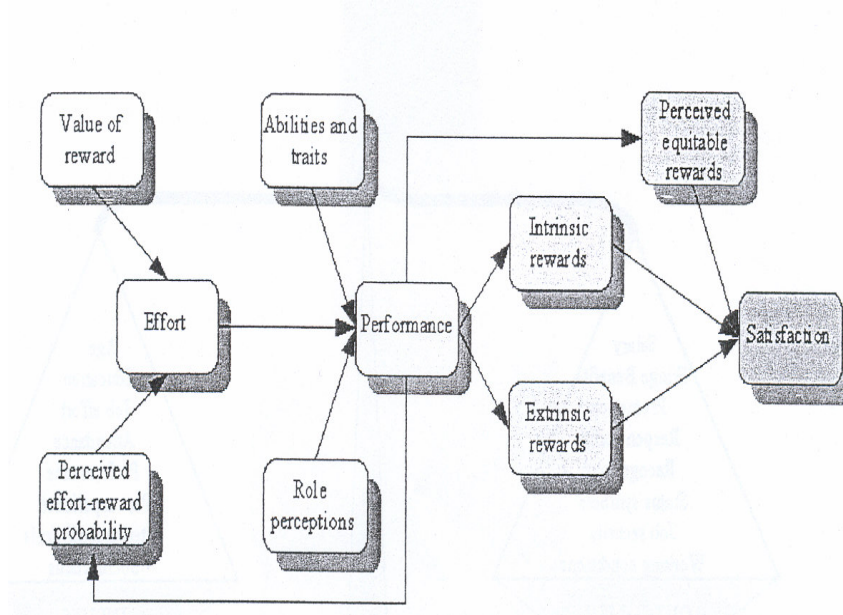 Value of
reward
Abilities and
traits
Perceived
equitable
rewards
Intrinsic
rewards
Effort
Performance
Satisfaction
Extrinsic
rewards
Perceived
effort-reward
probability
Role
perceptions